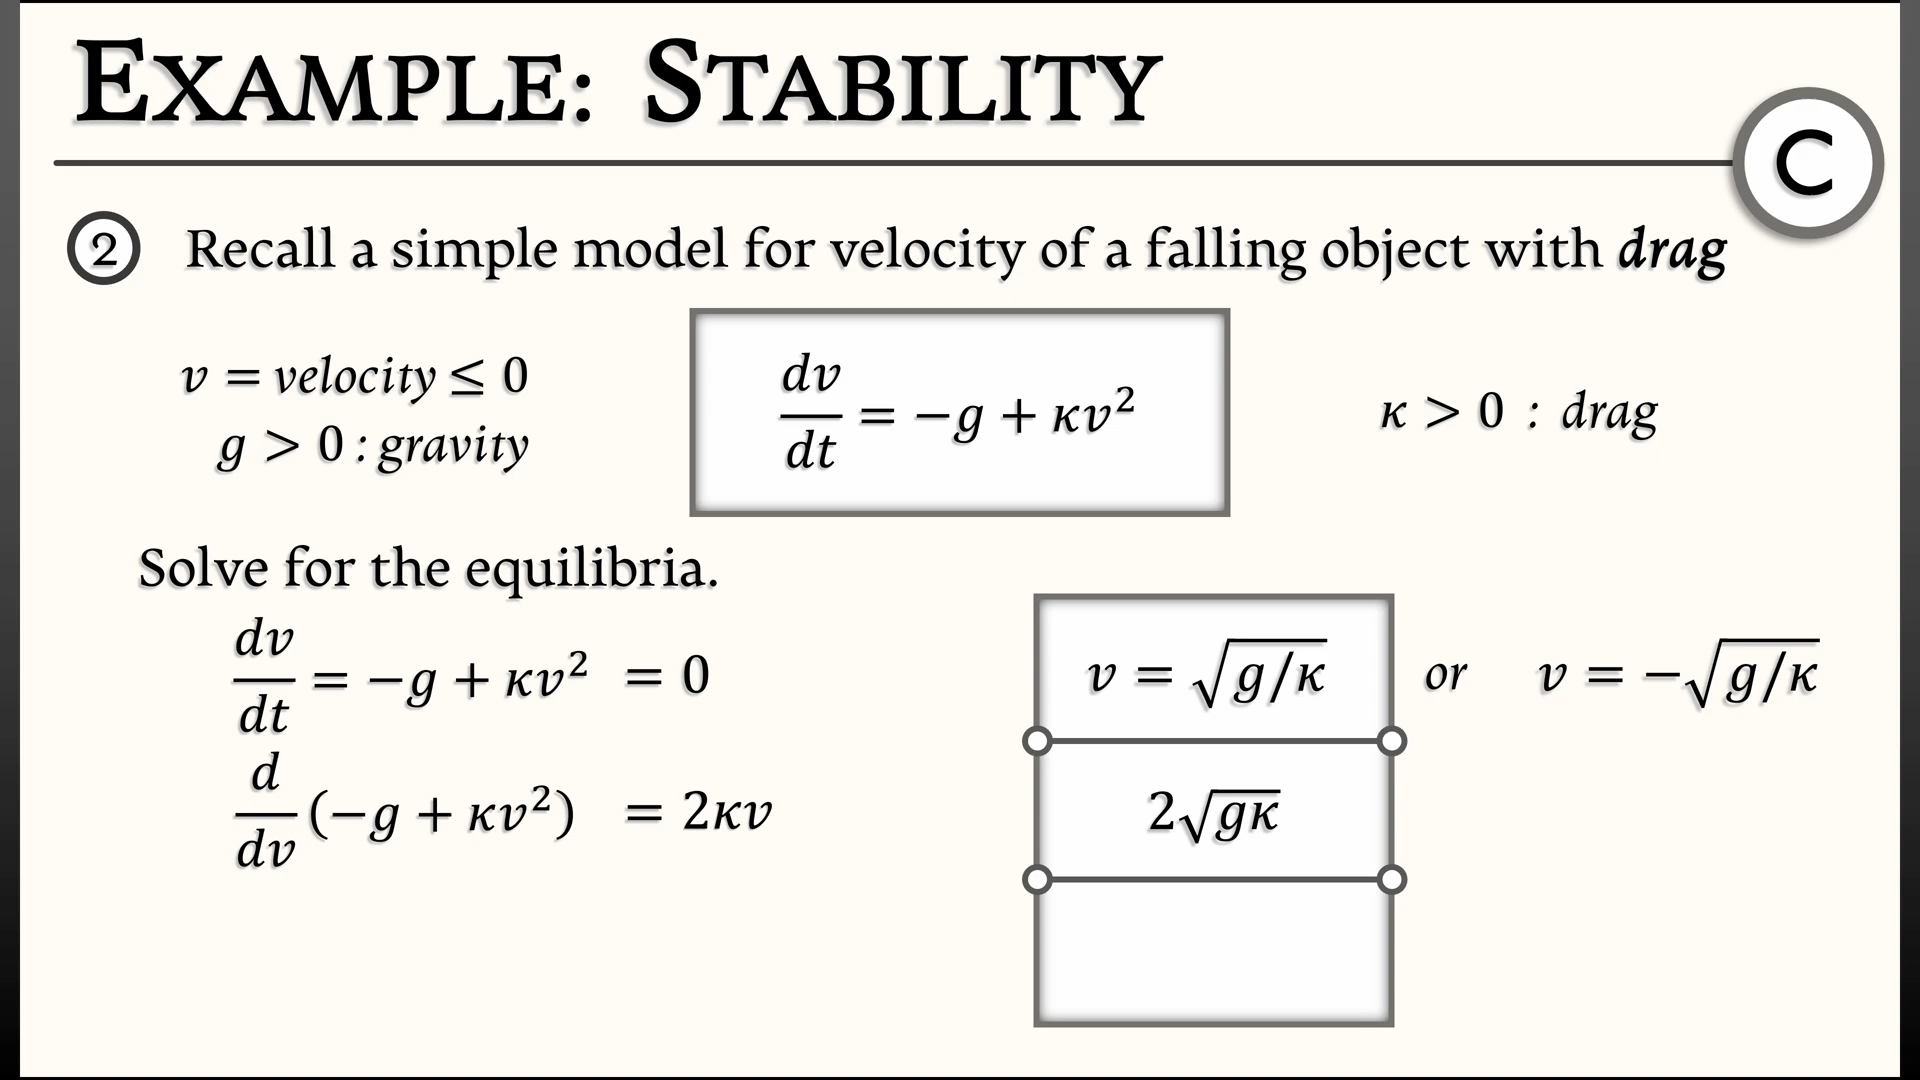 EXAMPLE: STABILITY
C
2 Recall a simple model for velocity of a falling object with drag
v = velocity ≤ 0
g > 0 : gravity
dv/dt = −g + κv²
κ > 0 : drag
Solve for the equilibria.
dv/dt = −g + κv² = 0
v = √(g/κ) or v = −√(g/κ)
d/dv (−g + κv²) = 2κv
2√(gκ)